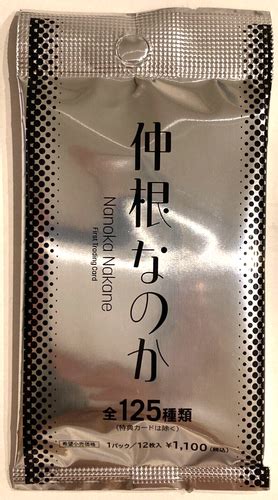 仲根なのか
Nanoka Nakane
First Trading Card
全125種類
(特典カードは除く)
希望小売価格 1パック/12枚入 ¥1,100(税込)